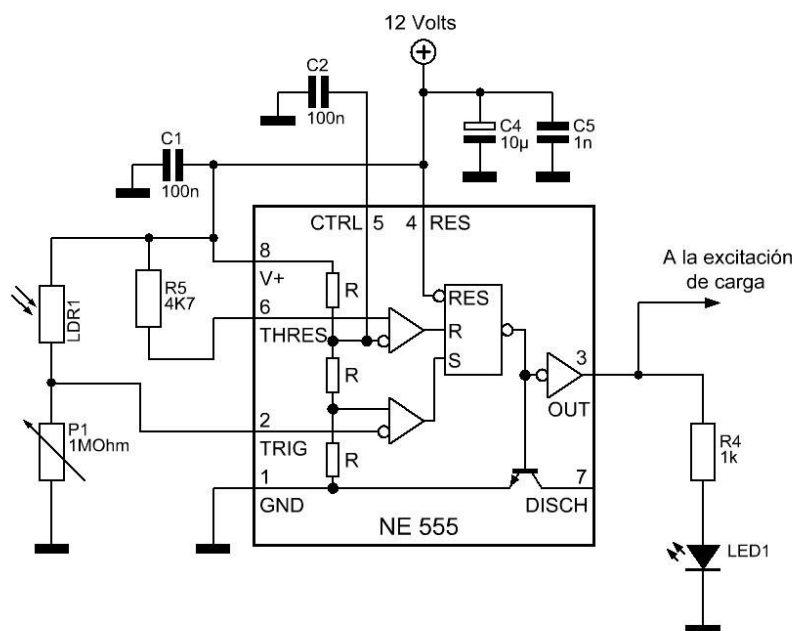 12 Volts
C2
100n
C1
100n
C4
10µ
C5
1n
CTRL 5
4 RES
8
V+
R
RES
R
S
6
THRES
R5
4K7
LDR1
R
P1
1MOhm
2
TRIG
R
1
GND
NE 555
3
OUT
7
DISCH
A la excitación
de carga
R4
1k
LED1